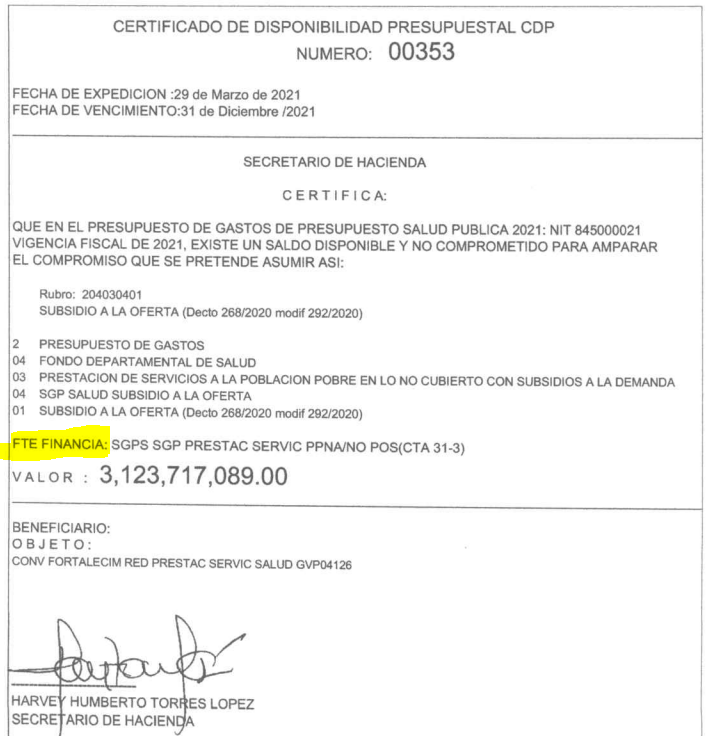 CERTIFICADO DE DISPONIBILIDAD PRESUPUESTAL CDP
NUMERO: 00353
FECHA DE EXPEDICION :29 de Marzo de 2021
FECHA DE VENCIMIENTO:31 de Diciembre /2021
SECRETARIO DE HACIENDA
C E R T I F I C A:
QUE EN EL PRESUPUESTO DE GASTOS DE PRESUPUESTO SALUD PUBLICA 2021: NIT 845000021
VIGENCIA FISCAL DE 2021, EXISTE UN SALDO DISPONIBLE Y NO COMPROMETIDO PARA AMPARAR
EL COMPROMISO QUE SE PRETENDE ASUMIR ASI:
Rubro: 204030401
SUBSIDIO A LA OFERTA (Decto 268/2020 modif 292/2020)
2 PRESUPUESTO DE GASTOS
04 FONDO DEPARTAMENTAL DE SALUD
03 PRESTACION DE SERVICIOS A LA POBLACION POBRE EN LO NO CUBIERTO CON SUBSIDIOS A LA DEMANDA
04 SGP SALUD SUBSIDIO A LA OFERTA
01 SUBSIDIO A LA OFERTA (Decto 268/2020 modif 292/2020)
FTE FINANCIA: SGPS SGP PRESTAC SERVIC PPNA/NO POS(CTA 31-3)
V A L O R : 3,123,717,089.00
BENEFICIARIO:
O B J E T O :
CONV FORTALECIM RED PRESTAC SERVIC SALUD GVP04126
HARVEY HUMBERTO TORRES LOPEZ
SECRETARIO DE HACIENDA